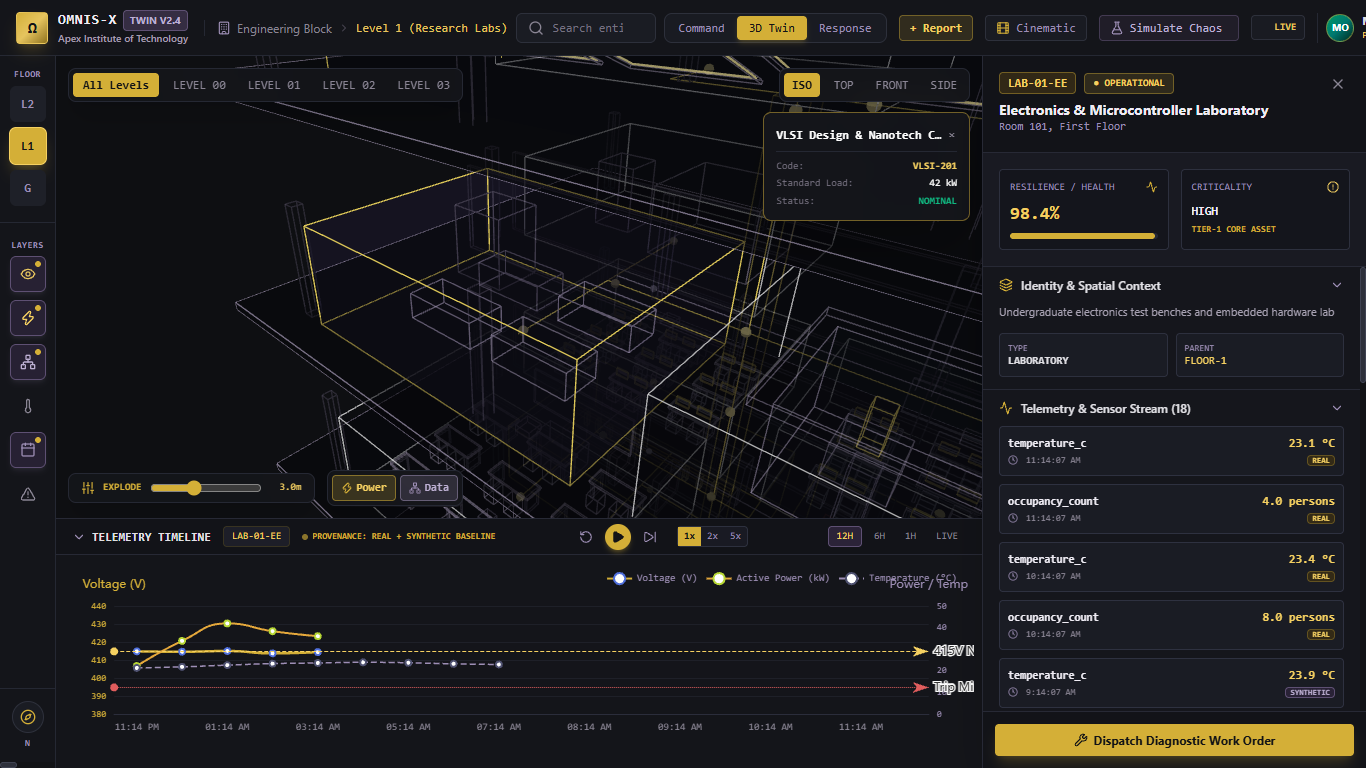 Ω
OMNIS-X TWIN V2.4
Apex Institute of Technology
Engineering Block > Level 1 (Research Labs)
Search enti
Command 3D Twin Response
+ Report
Cinematic
Simulate Chaos
LIVE
MO
FLOOR
L2
L1
G
LAYERS
N
All Levels LEVEL 00 LEVEL 01 LEVEL 02 LEVEL 03
ISO TOP FRONT SIDE
VLSI Design & Nanotech C… ×
Code: VLSI-201
Standard Load: 42 kW
Status: NOMINAL
EXPLODE 3.0m
Power Data
TELEMETRY TIMELINE LAB-01-EE PROVENANCE: REAL + SYNTHETIC BASELINE
1x 2x 5x
12H 6H 1H LIVE
Voltage (V) Active Power (kW) Temperature (°C)
Voltage (V)
Power / Temp
440
430
420
410
400
390
380
50
40
20
0
415V N
Trip Mi
11:14 PM 01:14 AM 03:14 AM 05:14 AM 07:14 AM 08:14 AM 09:14 AM 10:14 AM 11:14 AM
LAB-01-EE • OPERATIONAL
Electronics & Microcontroller Laboratory
Room 101, First Floor
RESILIENCE / HEALTH
98.4%
CRITICALITY
HIGH
TIER-1 CORE ASSET
Identity & Spatial Context
Undergraduate electronics test benches and embedded hardware lab
TYPE
LABORATORY
PARENT
FLOOR-1
Telemetry & Sensor Stream (18)
temperature_c 23.1 °C
11:14:07 AM REAL
occupancy_count 4.0 persons
11:14:07 AM REAL
temperature_c 23.4 °C
10:14:07 AM REAL
occupancy_count 8.0 persons
10:14:07 AM REAL
temperature_c 23.9 °C
9:14:07 AM SYNTHETIC
Dispatch Diagnostic Work Order